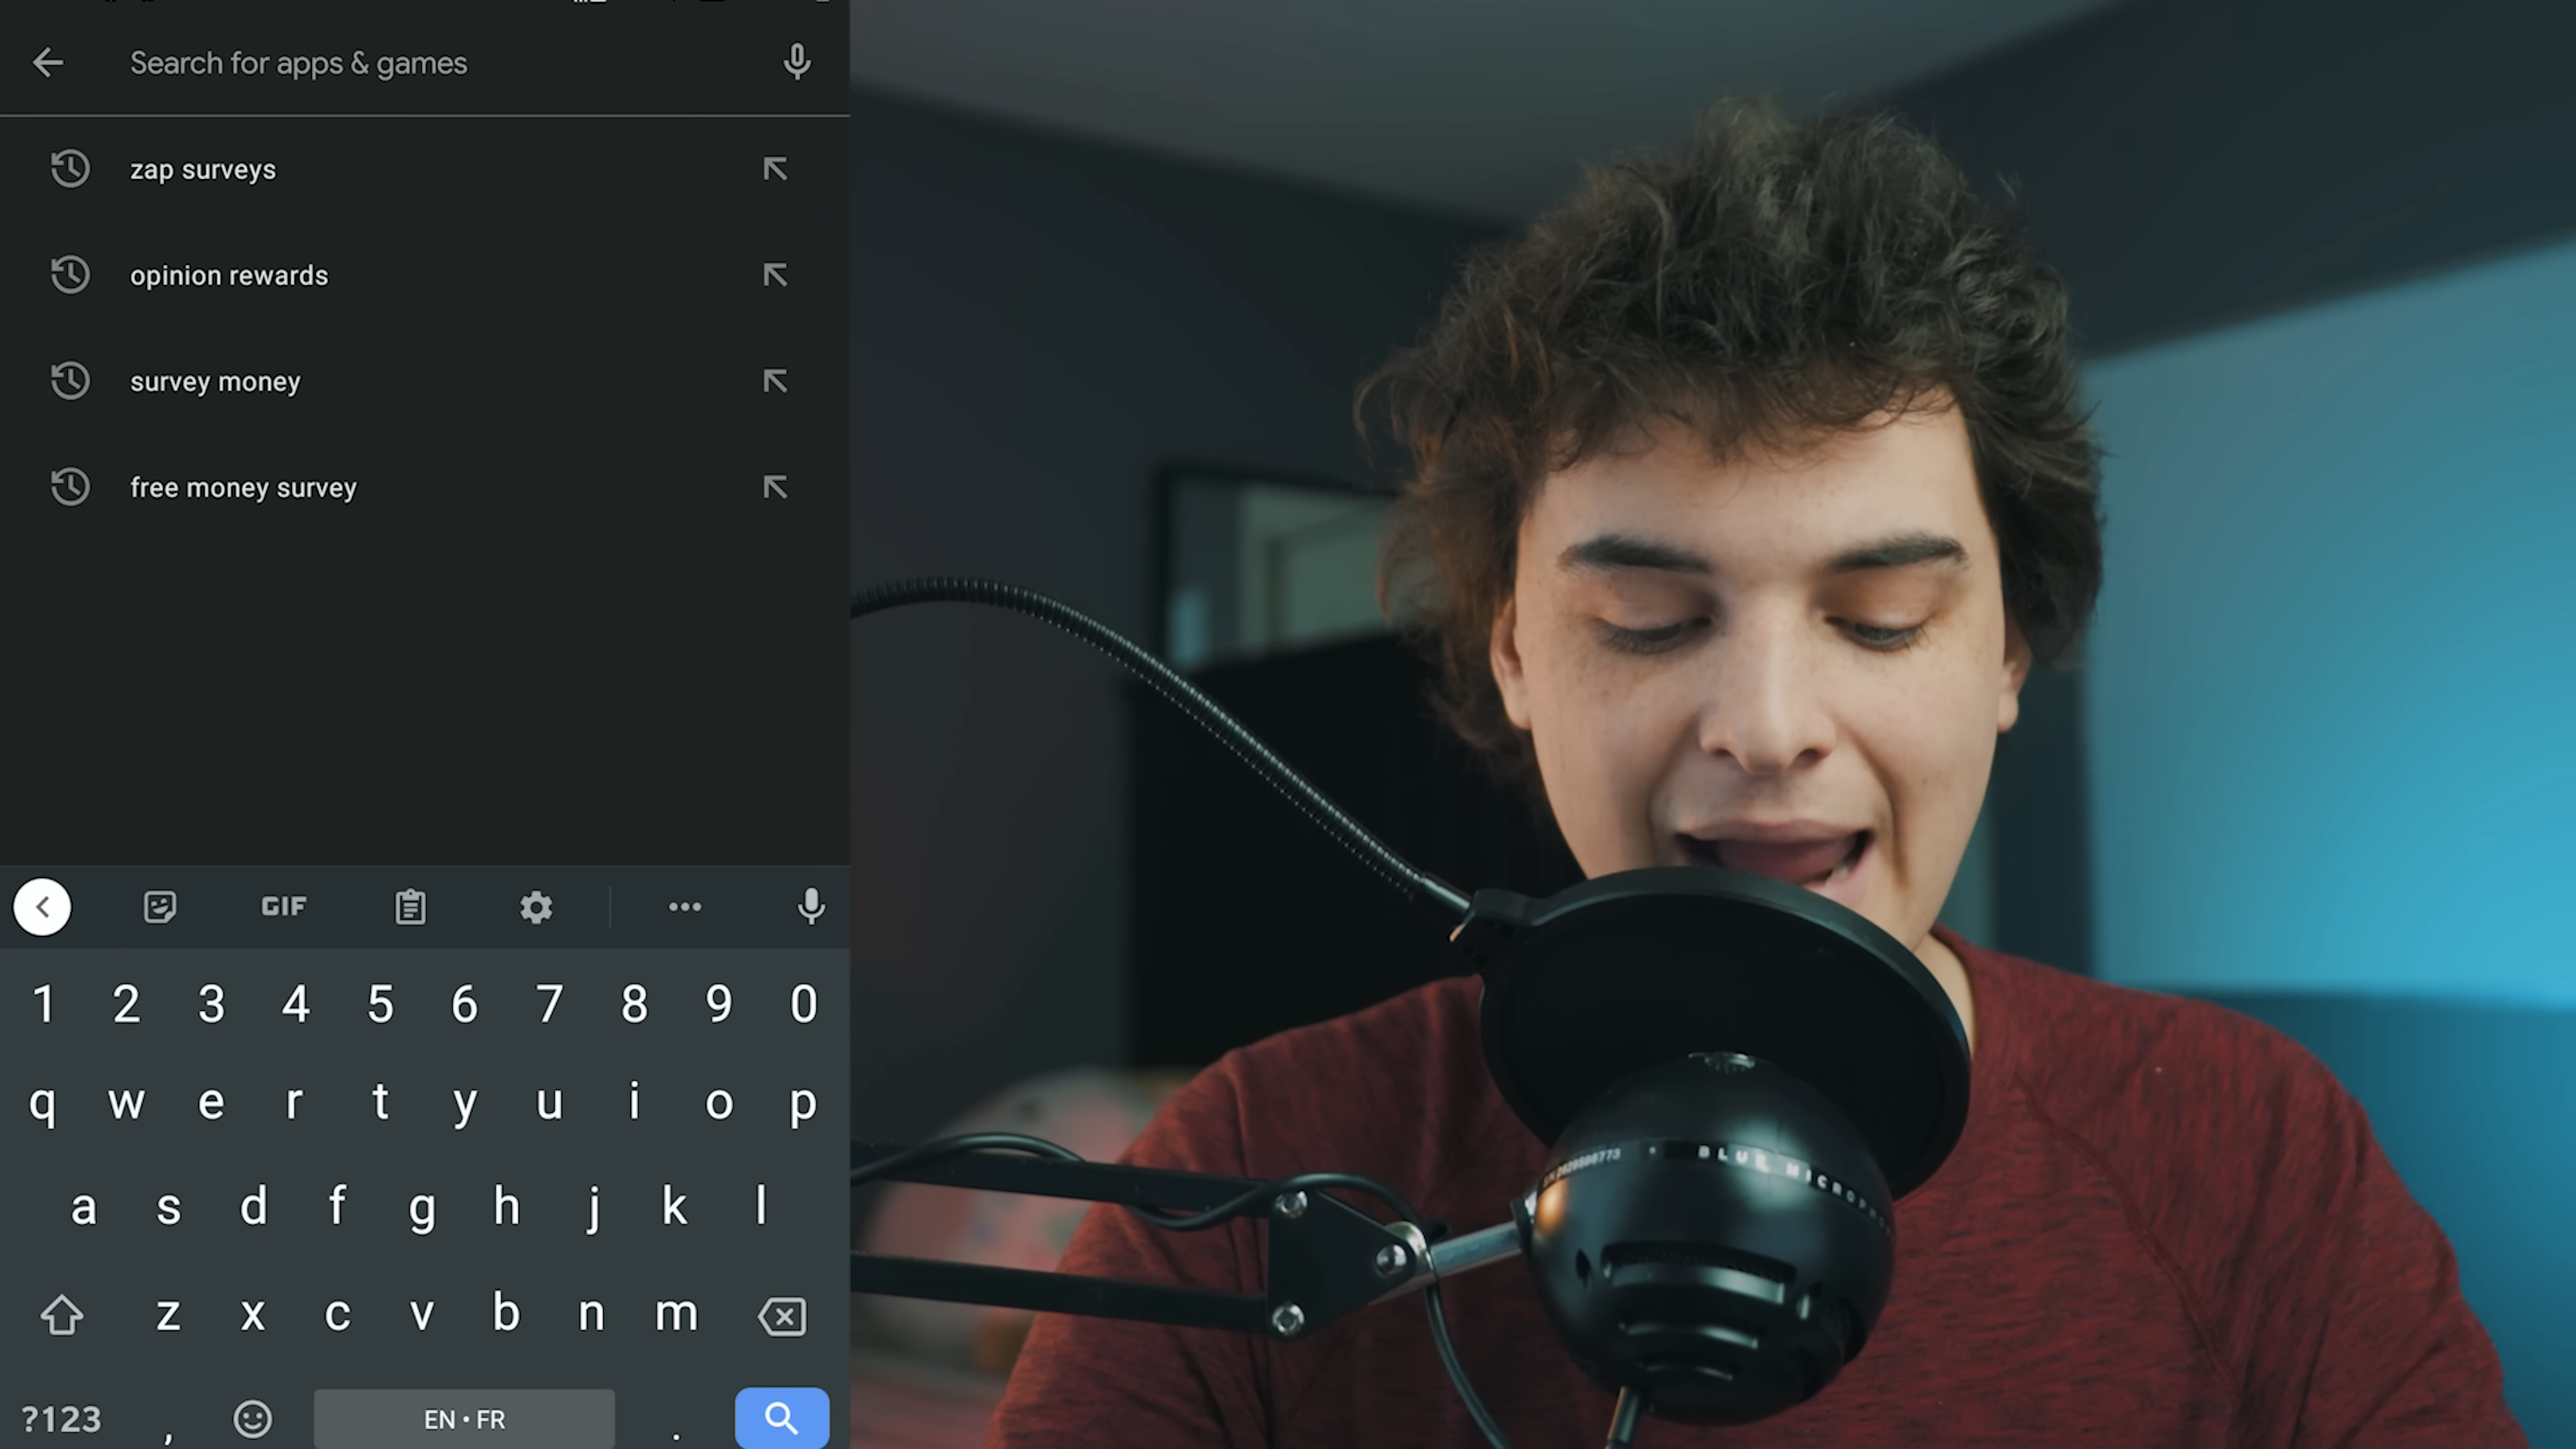 Search for apps & games
zap surveys
opinion rewards
survey money
free money survey
GIF
1 2 3 4 5 6 7 8 9 0
q w e r t y u i o p
a s d f g h j k l
z x c v b n m
?123 , EN • FR .
BLUE